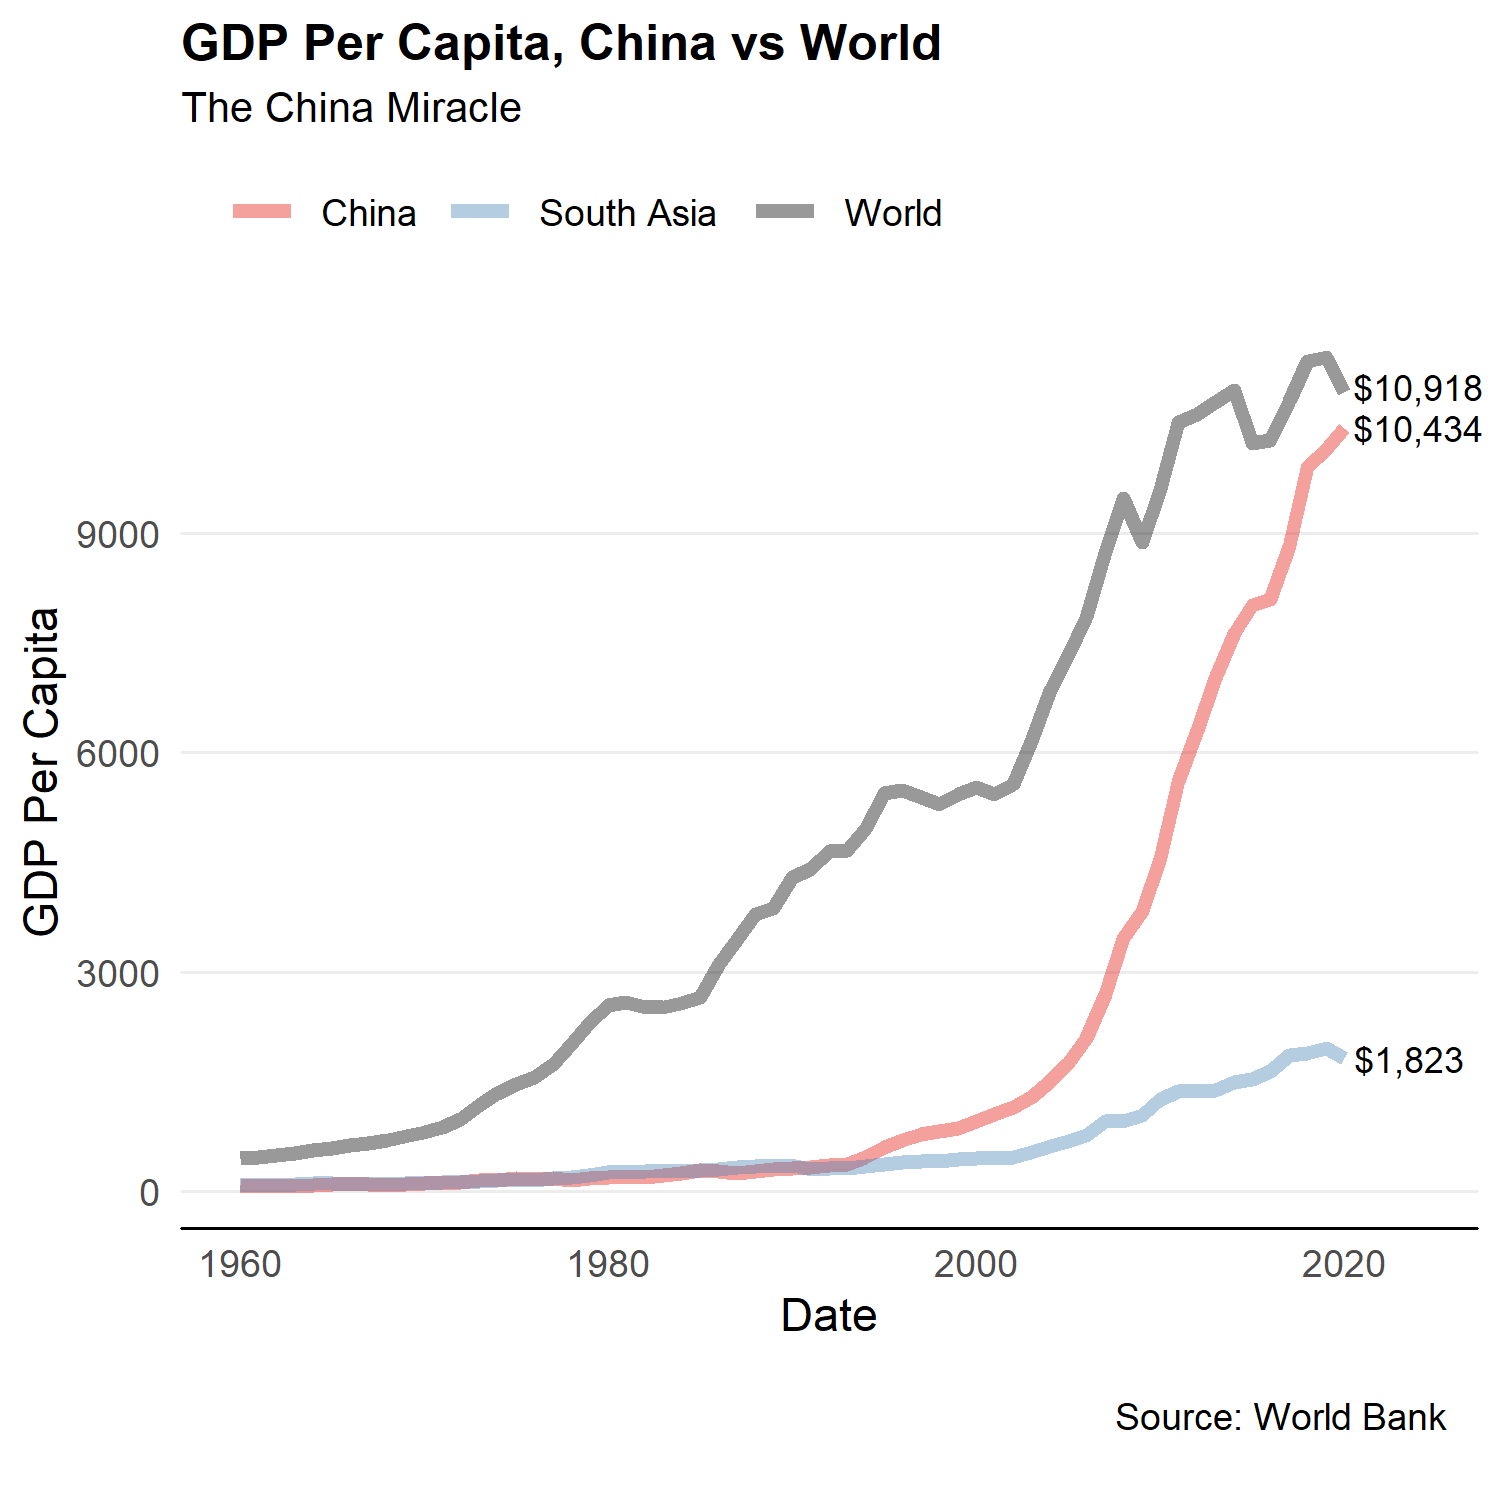 GDP Per Capita, China vs World
The China Miracle
China South Asia World
$10,918
$10,434
9000
6000
3000
$1,823
0
GDP Per Capita
1960 1980 2000 2020
Date
Source: World Bank